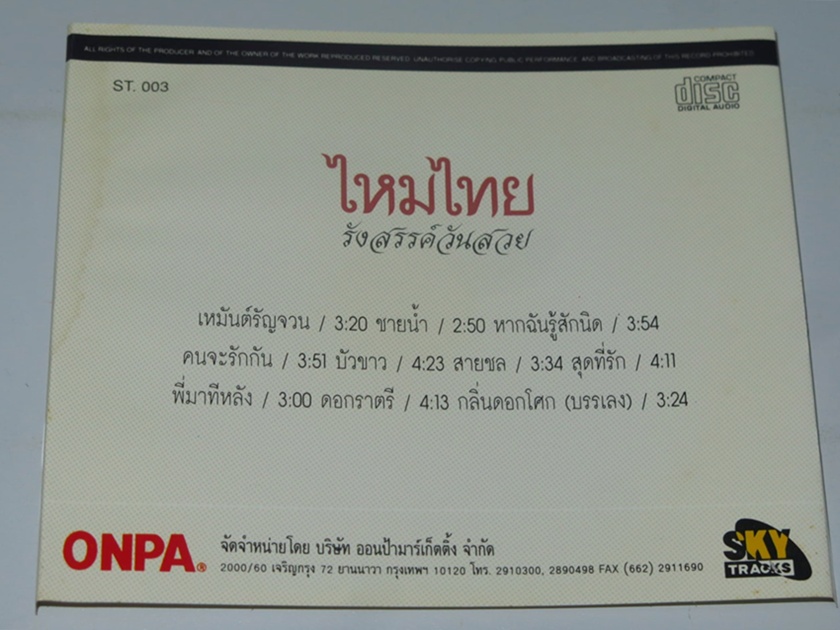 ALL RIGHTS OF THE PRODUCER AND OF THE OWNER OF THE WORK REPRODUCED RESERVED. UNAUTHORISE COPYING PUBLIC PERFORMANCE. AND BROADCASTING OF THIS RECORD PROHIBITED.
ST. 003
COMPACT
disc
DIGITAL AUDIO
ไหมไทย
รังสรรค์วันสวย
เหมันต์รัญจวน / 3:20 ชายน้ำ / 2:50 หากฉันรู้สักนิด / 3:54
คนจะรักกัน / 3:51 บัวขาว / 4:23 สายชล / 3:34 สุดที่รัก / 4:11
พี่มาทีหลัง / 3:00 ดอกราตรี / 4:13 กลิ่นดอกโศก (บรรเลง) / 3:24
ONPA®
จัดจำหน่ายโดย บริษัท ออนป้ามาร์เก็ตติ้ง จำกัด
2000/60 เจริญกรุง 72 ยานนาวา กรุงเทพฯ 10120 โทร. 2910300, 2890498 FAX (662) 2911690
SKY
TRACKS